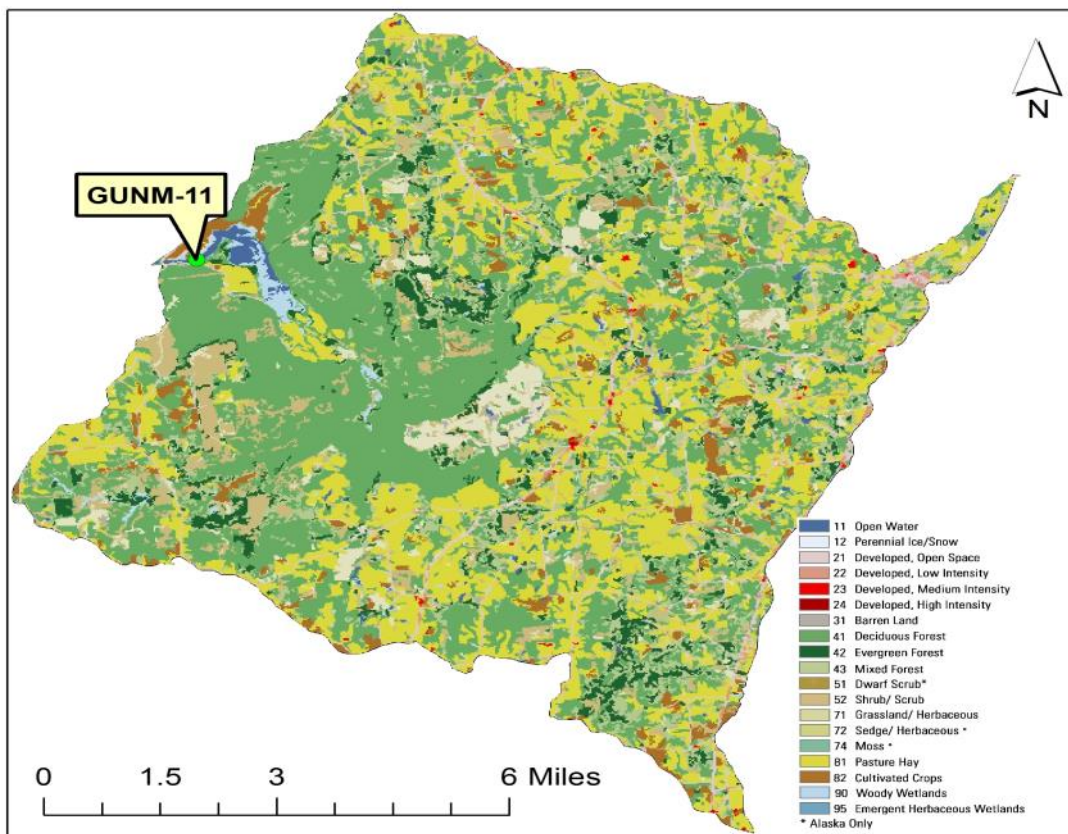 N
GUNM-11
11 Open Water
12 Perennial Ice/Snow
21 Developed, Open Space
22 Developed, Low Intensity
23 Developed, Medium Intensity
24 Developed, High Intensity
31 Barren Land
41 Deciduous Forest
42 Evergreen Forest
43 Mixed Forest
51 Dwarf Scrub*
52 Shrub/ Scrub
71 Grassland/ Herbaceous
72 Sedge/ Herbaceous *
74 Moss *
81 Pasture Hay
82 Cultivated Crops
90 Woody Wetlands
95 Emergent Herbaceous Wetlands
* Alaska Only
0 1.5 3 6 Miles